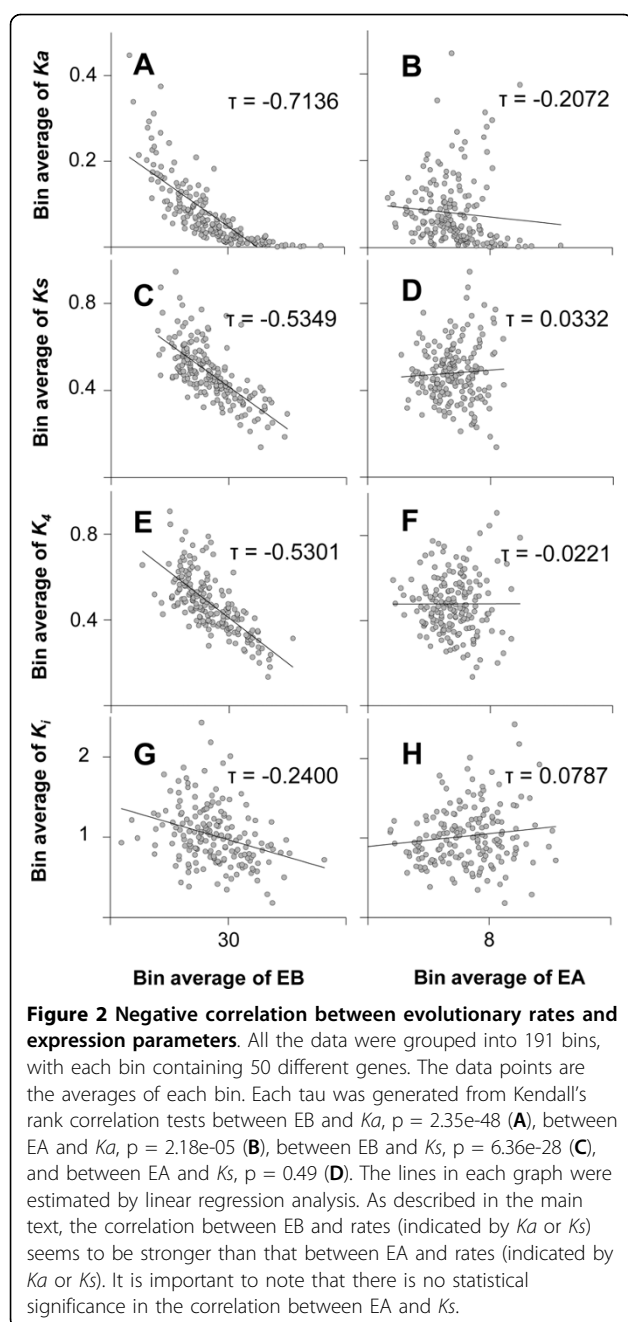 A
B
τ = -0.7136
τ = -0.2072
Bin average of Ka
0.4
0.2
C
D
τ = -0.5349
τ = 0.0332
Bin average of Ks
0.8
0.4
E
F
τ = -0.5301
τ = -0.0221
Bin average of K4
0.8
0.4
G
H
τ = -0.2400
τ = 0.0787
Bin average of Ki
2
1
30
8
Bin average of EB
Bin average of EA
Figure 2 Negative correlation between evolutionary rates and
expression parameters. All the data were grouped into 191 bins,
with each bin containing 50 different genes. The data points are
the averages of each bin. Each tau was generated from Kendall's
rank correlation tests between EB and Ka, p = 2.35e-48 (A), between
EA and Ka, p = 2.18e-05 (B), between EB and Ks, p = 6.36e-28 (C),
and between EA and Ks, p = 0.49 (D). The lines in each graph were
estimated by linear regression analysis. As described in the main
text, the correlation between EB and rates (indicated by Ka or Ks)
seems to be stronger than that between EA and rates (indicated by
Ka or Ks). It is important to note that there is no statistical
significance in the correlation between EA and Ks.